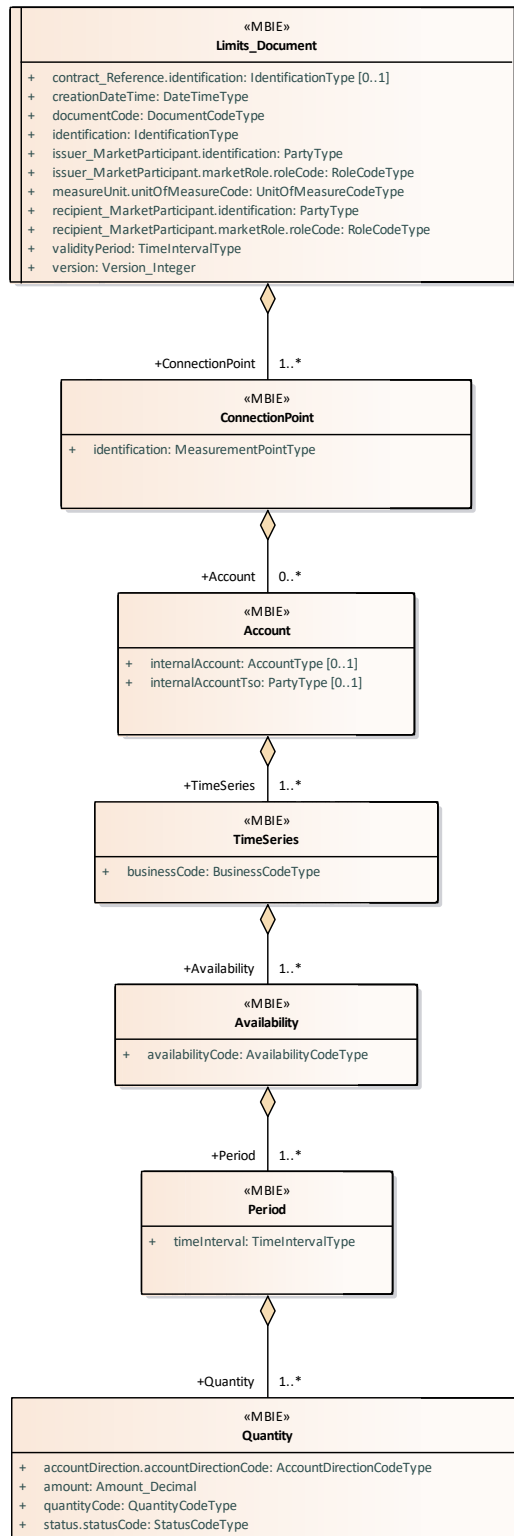 «MBIE»
Limits_Document
+ contract_Reference.identification: IdentificationType [0..1]
+ creationDateTime: DateTimeType
+ documentCode: DocumentCodeType
+ identification: IdentificationType
+ issuer_MarketParticipant.identification: PartyType
+ issuer_MarketParticipant.marketRole.roleCode: RoleCodeType
+ measureUnit.unitOfMeasureCode: UnitOfMeasureCodeType
+ recipient_MarketParticipant.identification: PartyType
+ recipient_MarketParticipant.marketRole.roleCode: RoleCodeType
+ validityPeriod: TimeIntervalType
+ version: Version_Integer
+ConnectionPoint 1..*
«MBIE»
ConnectionPoint
+ identification: MeasurementPointType
+Account 0..*
«MBIE»
Account
+ internalAccount: AccountType [0..1]
+ internalAccountTso: PartyType [0..1]
+TimeSeries 1..*
«MBIE»
TimeSeries
+ businessCode: BusinessCodeType
+Availability 1..*
«MBIE»
Availability
+ availabilityCode: AvailabilityCodeType
+Period 1..*
«MBIE»
Period
+ timeInterval: TimeIntervalType
+Quantity 1..*
«MBIE»
Quantity
+ accountDirection.accountDirectionCode: AccountDirectionCodeType
+ amount: Amount_Decimal
+ quantityCode: QuantityCodeType
+ status.statusCode: StatusCodeType